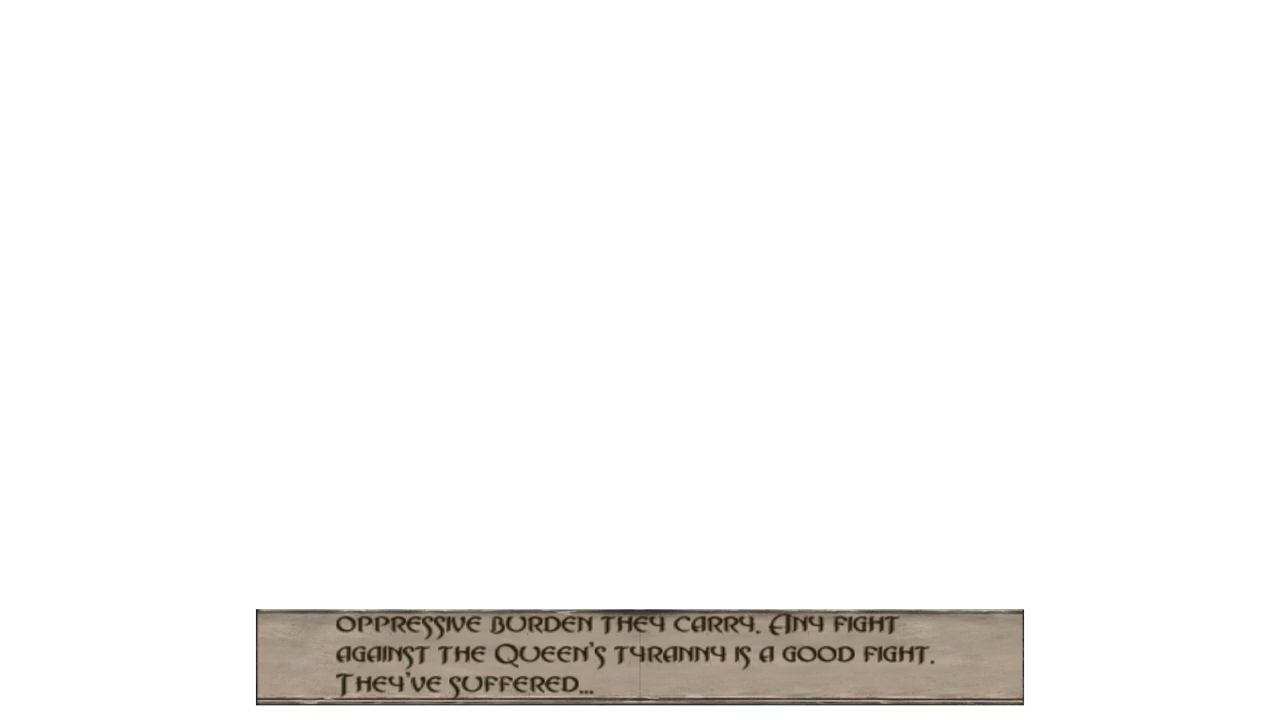 oppressive burden they carry. Any fight
against the Queen's tyranny is a good fight.
They've suffered...